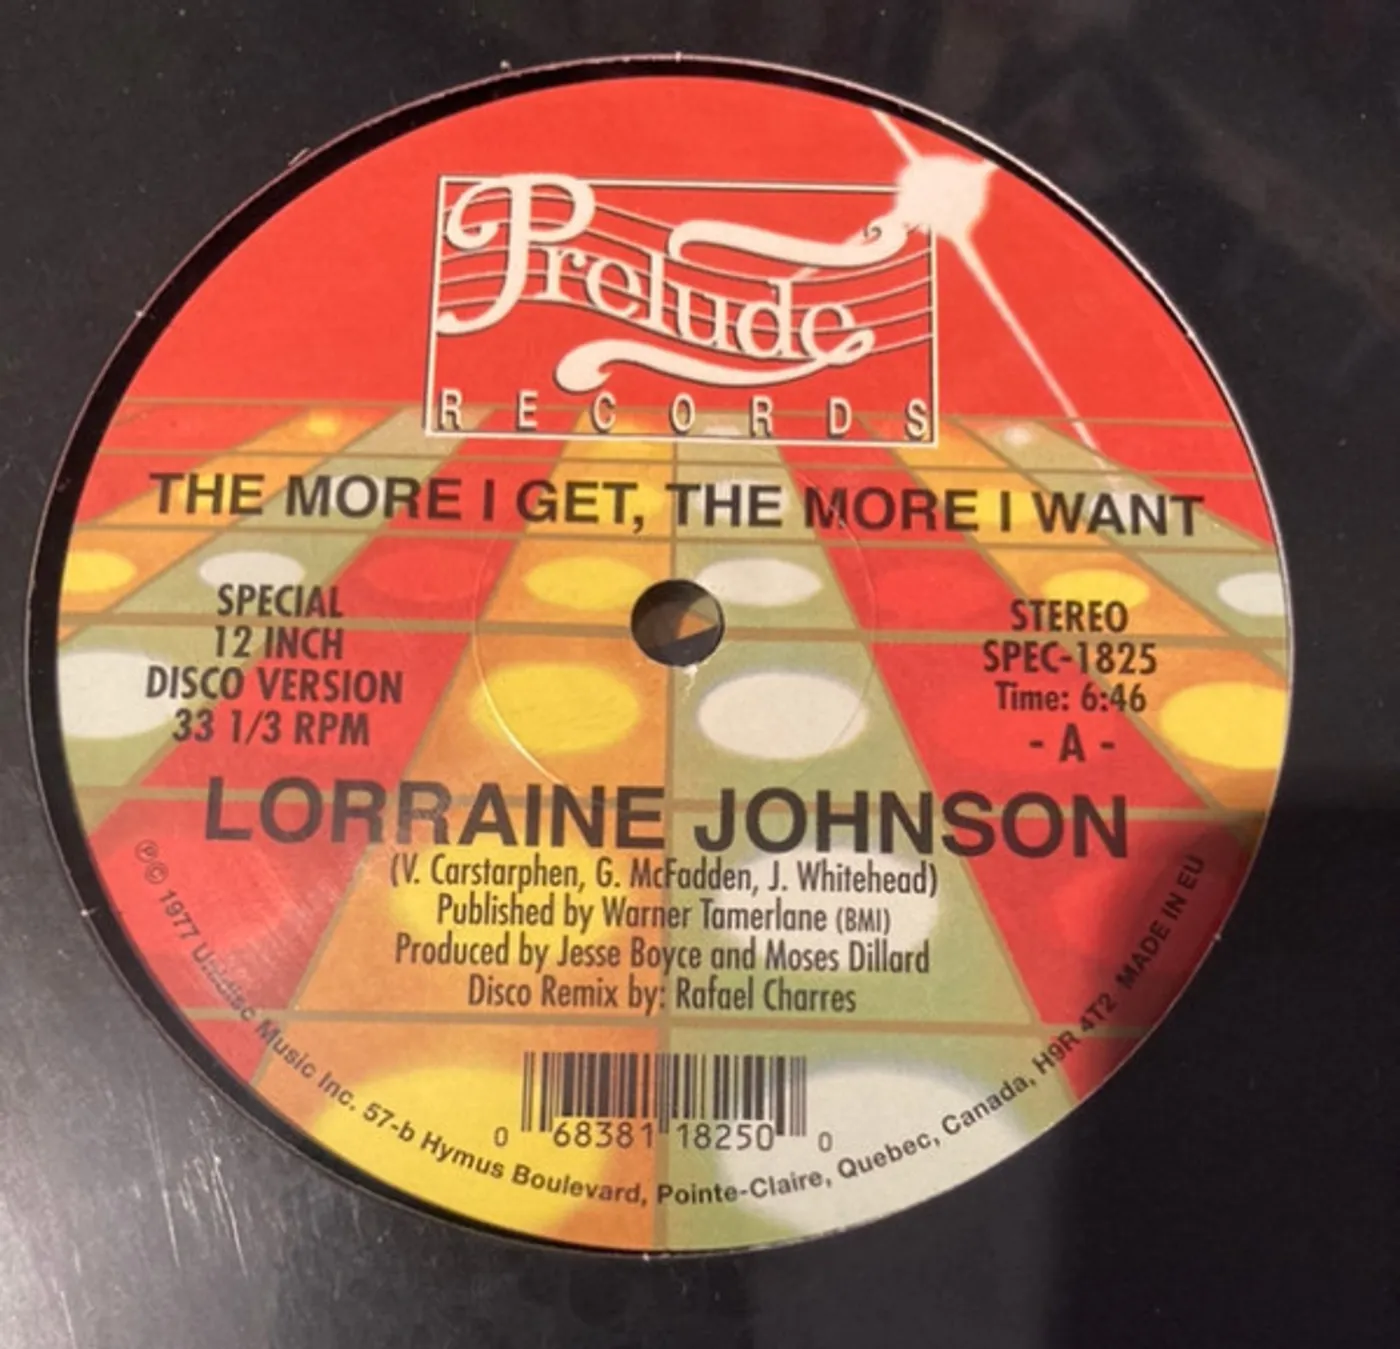 Prelude
RECORDS
THE MORE I GET, THE MORE I WANT
SPECIAL
12 INCH
DISCO VERSION
33 1/3 RPM
STEREO
SPEC-1825
Time: 6:46
- A -
LORRAINE JOHNSON
(V. Carstarphen, G. McFadden, J. Whitehead)
Published by Warner Tamerlane (BMI)
Produced by Jesse Boyce and Moses Dillard
Disco Remix by: Rafael Charres
0 68381 18250 0
℗© 1977 Unidisc Music Inc. 57-b Hymus Boulevard, Pointe-Claire, Quebec, Canada, H9R 4T2 MADE IN EU